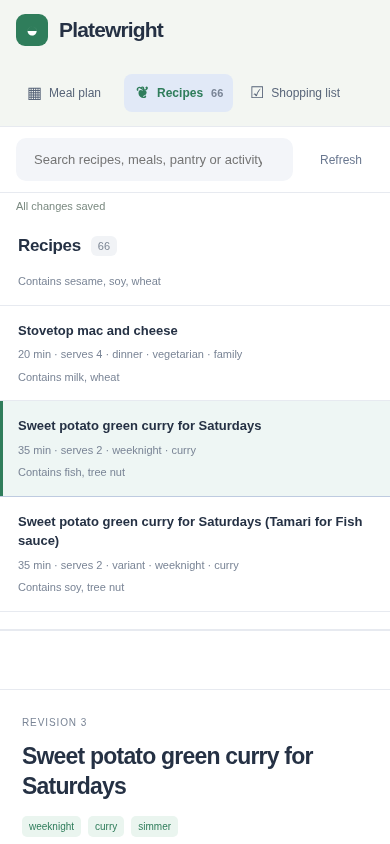 Platewright
Meal plan
Recipes 66
Shopping list
Search recipes, meals, pantry or activity
Refresh
All changes saved
Recipes 66
Contains sesame, soy, wheat
Stovetop mac and cheese
20 min · serves 4 · dinner · vegetarian · family
Contains milk, wheat
Sweet potato green curry for Saturdays
35 min · serves 2 · weeknight · curry
Contains fish, tree nut
Sweet potato green curry for Saturdays (Tamari for Fish
sauce)
35 min · serves 2 · variant · weeknight · curry
Contains soy, tree nut
REVISION 3
Sweet potato green curry for
Saturdays
weeknight curry simmer